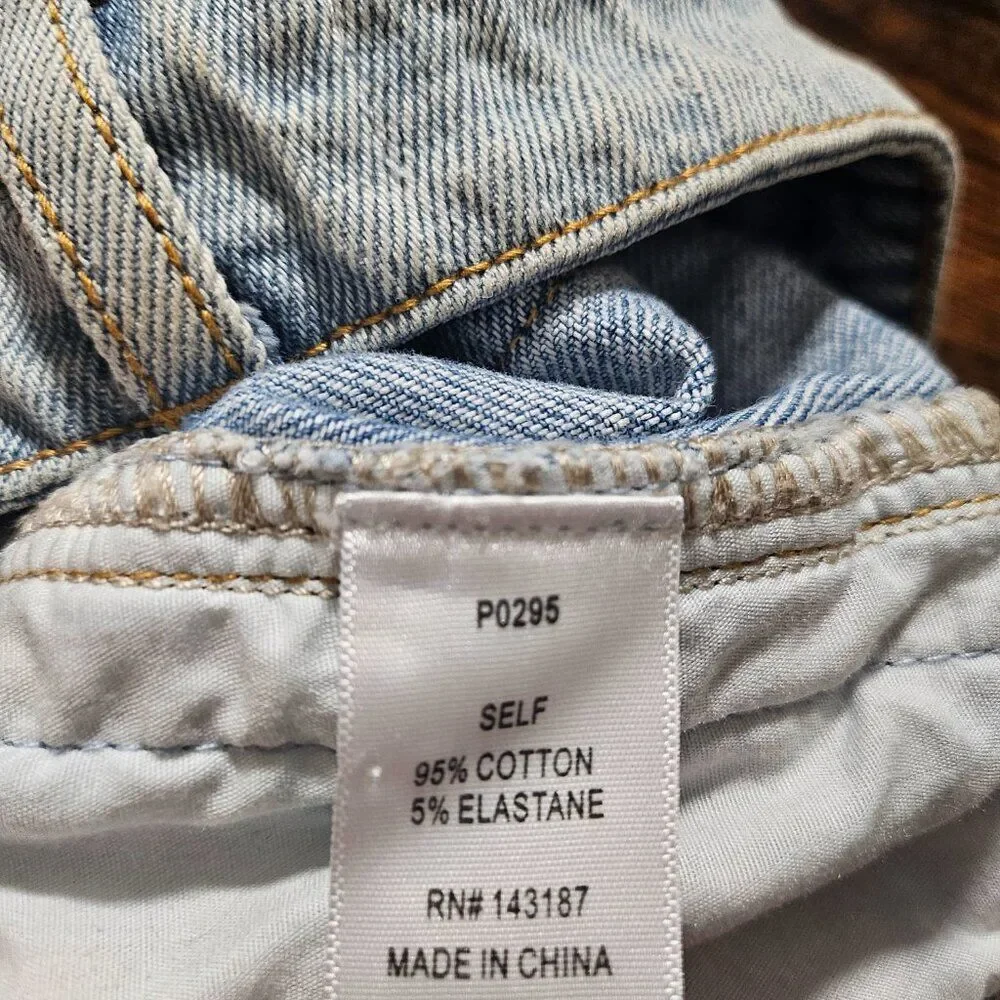 P0295
SELF
95% COTTON
5% ELASTANE
RN# 143187
MADE IN CHINA